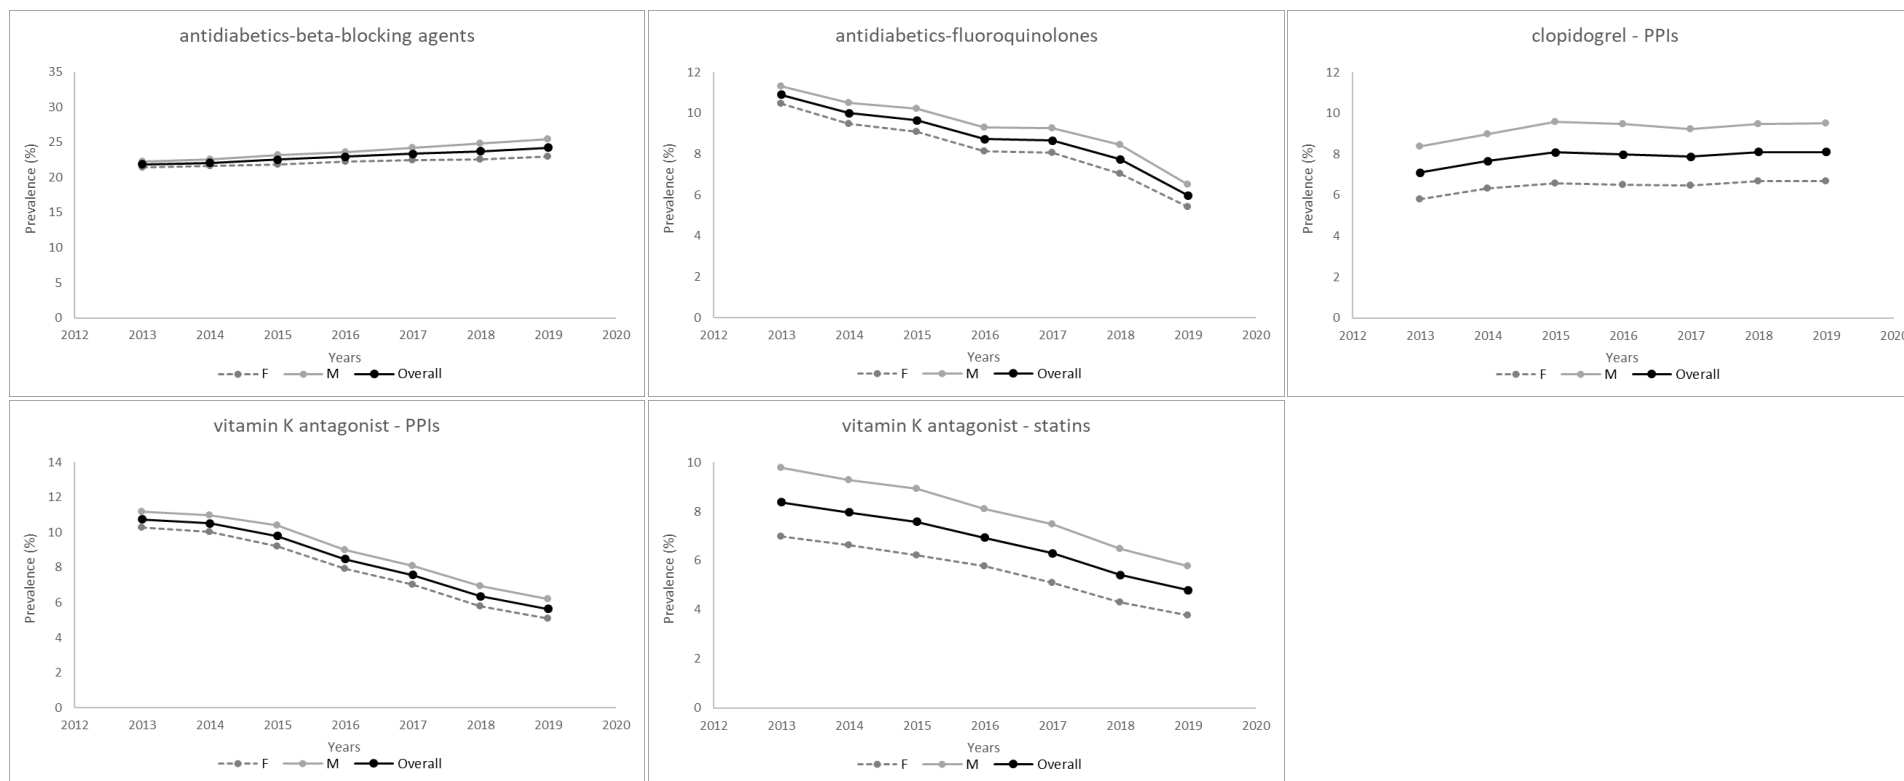 antidiabetics-beta-blocking agents
35
30
25
20
15
10
5
0
Prevalence (%)
2012 2013 2014 2015 2016 2017 2018 2019 2020
Years
F M Overall
antidiabetics-fluoroquinolones
12
10
8
6
4
2
0
Prevalence (%)
2012 2013 2014 2015 2016 2017 2018 2019 2020
Years
F M Overall
clopidogrel - PPIs
12
10
8
6
4
2
0
Prevalence (%)
2012 2013 2014 2015 2016 2017 2018 2019 2020
Years
F M Overall
vitamin K antagonist - PPIs
14
12
10
8
6
4
2
0
Prevalence (%)
2012 2013 2014 2015 2016 2017 2018 2019 2020
Years
F M Overall
vitamin K antagonist - statins
10
8
6
4
2
0
Prevalence (%)
2012 2013 2014 2015 2016 2017 2018 2019 2020
Years
F M Overall